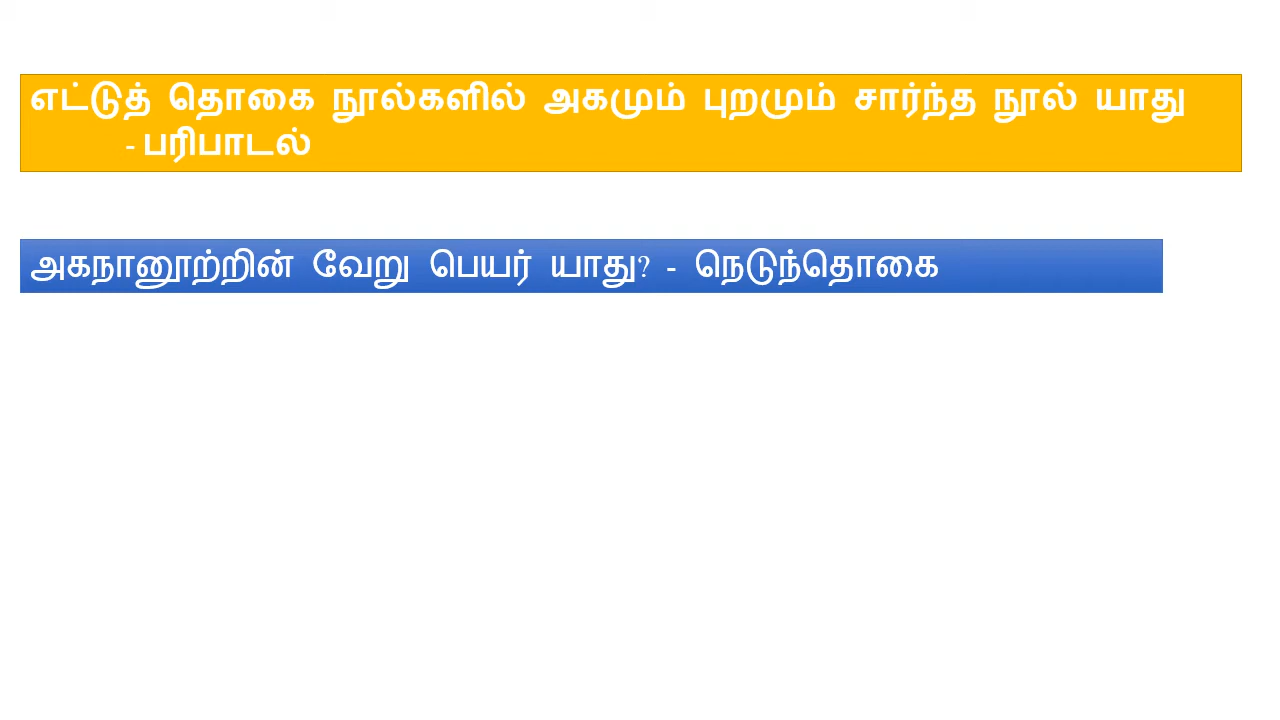 எட்டுத் தொகை நூல்களில் அகமும் புறமும் சார்ந்த நூல் யாது
- பரிபாடல்
அகநானூற்றின் வேறு பெயர் யாது? - நெடுந்தொகை